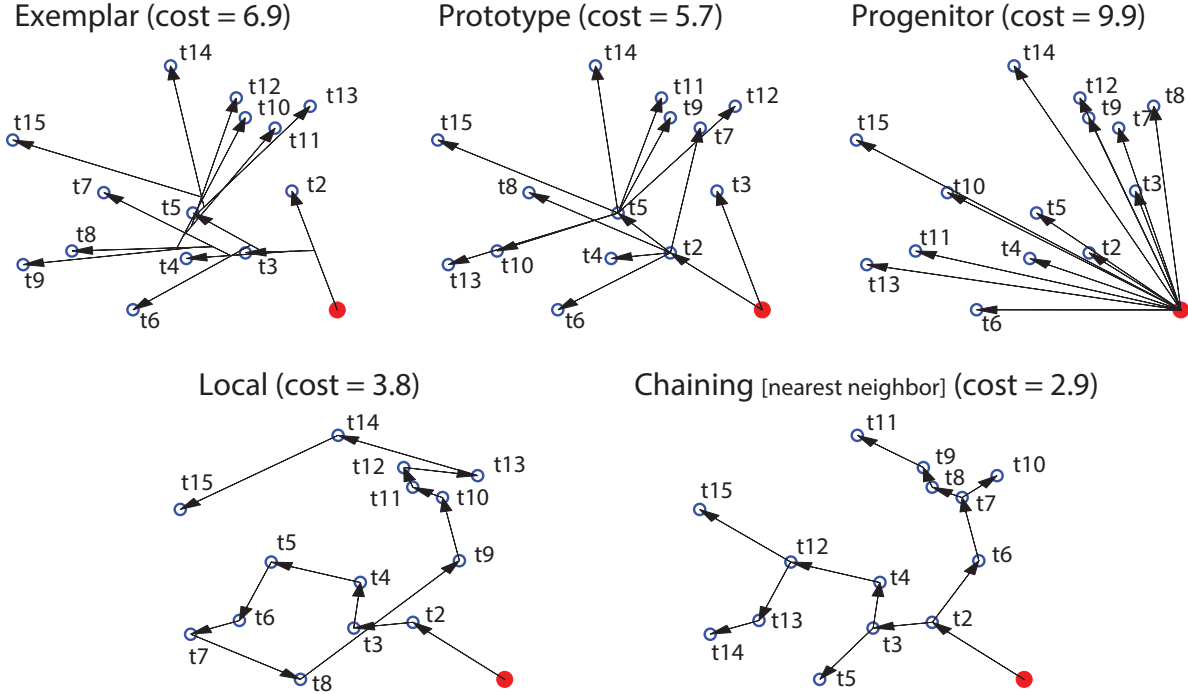 Exemplar (cost = 6.9)
t14
t12
t13
t10
t11
t15
t7
t2
t5
t8
t4
t3
t9
t6
Prototype (cost = 5.7)
t14
t11
t12
t9
t7
t15
t8
t3
t5
t2
t4
t10
t13
t6
Progenitor (cost = 9.9)
t14
t12
t8
t9
t7
t15
t10
t3
t5
t2
t4
t11
t13
t6
Local (cost = 3.8)
t14
t12
t13
t15
t11
t10
t5
t9
t4
t6
t2
t3
t7
t8
Chaining [nearest neighbor] (cost = 2.9)
t11
t9
t10
t8
t15
t7
t12
t6
t4
t13
t2
t3
t14
t5